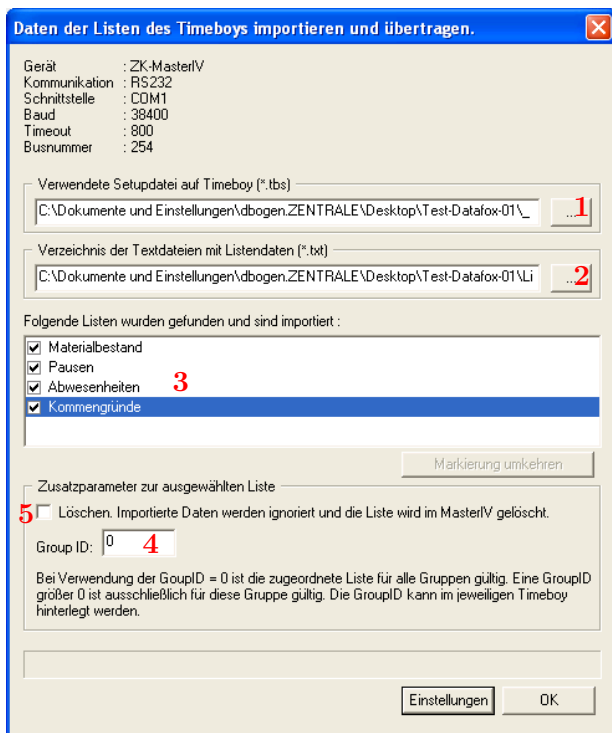 Daten der Listen des Timeboys importieren und übertragen.
Gerät : ZK-MasterIV
Kommunikation : RS232
Schnittstelle : COM1
Baud : 38400
Timeout : 800
Busnummer : 254
Verwendete Setupdatei auf Timeboy (*.tbs)
C:\Dokumente und Einstellungen\dbogen.ZENTRALE\Desktop\Test-Datafox-01\_ ... 1
Verzeichnis der Textdateien mit Listendaten (*.txt)
C:\Dokumente und Einstellungen\dbogen.ZENTRALE\Desktop\Test-Datafox-01\Li ... 2
Folgende Listen wurden gefunden und sind importiert :
Materialbestand
Pausen
Abwesenheiten 3
Kommengründe
Markierung umkehren
Zusatzparameter zur ausgewählten Liste
5 Löschen. Importierte Daten werden ignoriert und die Liste wird im MasterIV gelöscht.
Group ID: 0 4
Bei Verwendung der GoupID = 0 ist die zugeordnete Liste für alle Gruppen gültig. Eine GroupID
größer 0 ist ausschließlich für diese Gruppe gültig. Die GroupID kann im jeweiligen Timeboy
hinterlegt werden.
Einstellungen OK